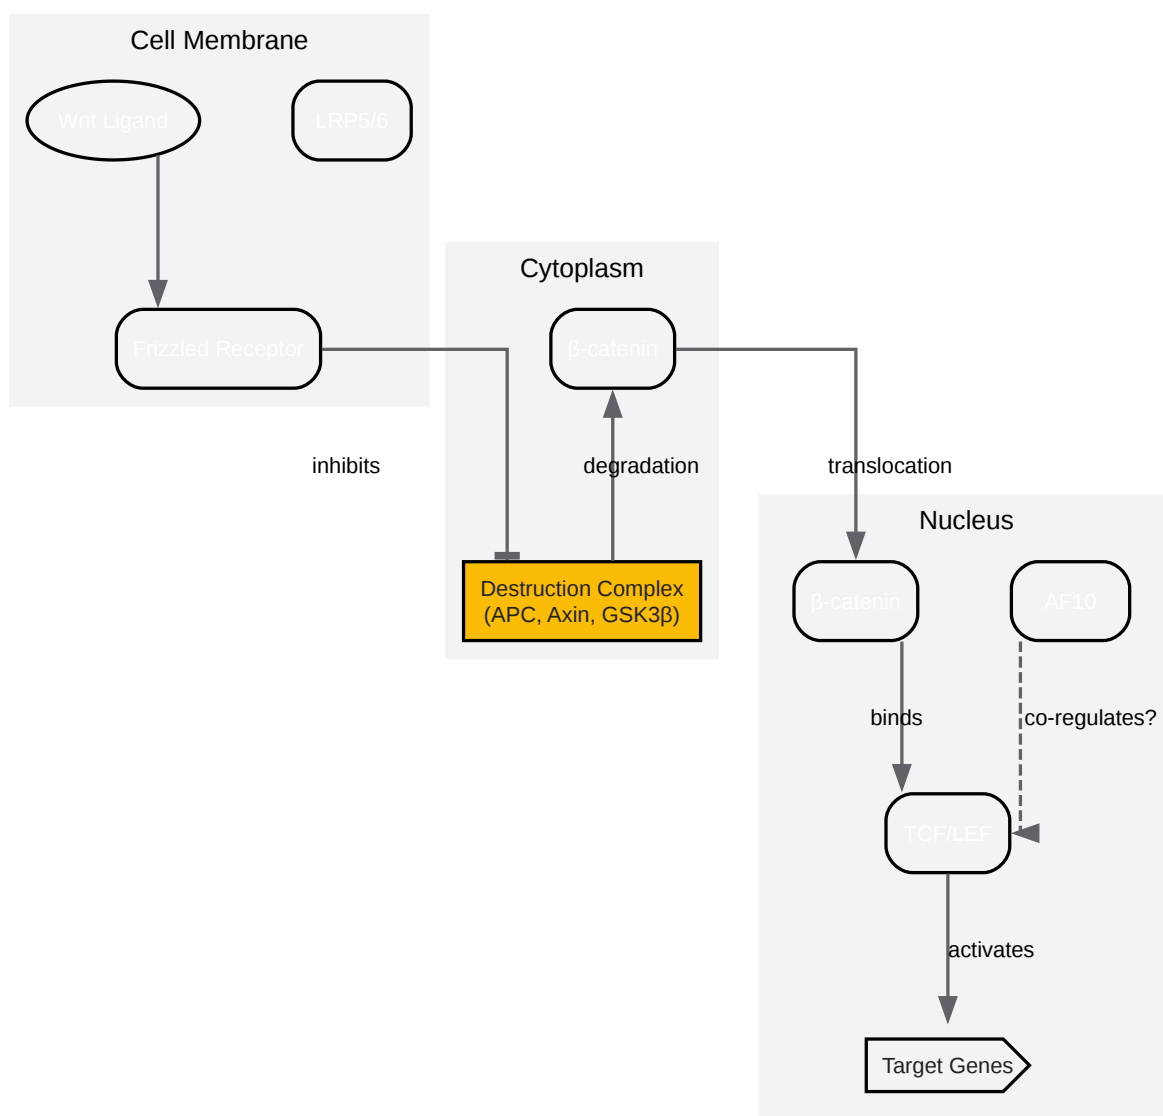 Cell Membrane
Wnt Ligand
LRP5/6
Frizzled Receptor
Cytoplasm
β-catenin
inhibits
degradation
translocation
Destruction Complex
(APC, Axin, GSK3β)
Nucleus
β-catenin
AF10
binds
co-regulates?
TCF/LEF
activates
Target Genes